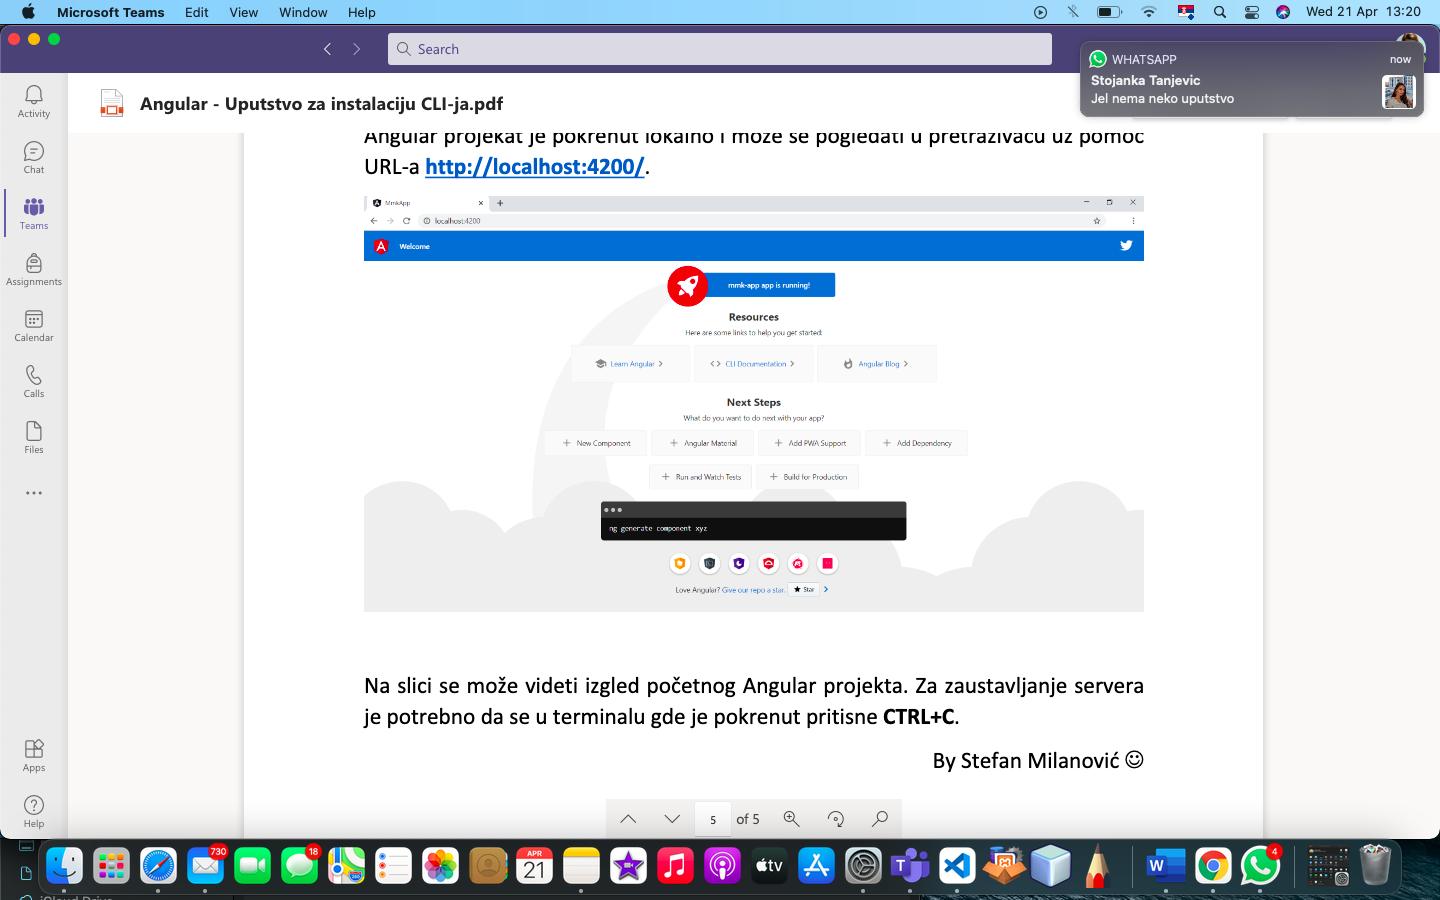 Microsoft Teams Edit View Window Help Wed 21 Apr 13:20
Search
WHATSAPP now
Stojanka Tanjevic
Jel nema neko uputstvo
Angular - Uputstvo za instalaciju CLI-ja.pdf
Activity
Chat
Teams
Assignments
Calendar
Calls
Files
Apps
Help
Angular projekat je pokrenut lokalno i može se pogledati u pretraživaču uz pomoć
URL-a http://localhost:4200/.
MmkApp
localhost:4200
Welcome
mmk-app app is running!
Resources
Here are some links to help you get started:
Learn Angular
CLI Documentation
Angular Blog
Next Steps
What do you want to do next with your app?
New Component
Angular Material
Add PWA Support
Add Dependency
Run and Watch Tests
Build for Production
ng generate component xyz
Love Angular? Give our repo a star. Star
Na slici se može videti izgled početnog Angular projekta. Za zaustavljanje servera
je potrebno da se u terminalu gde je pokrenut pritisne CTRL+C.
By Stefan Milanović ☺
5 of 5
730
18
APR
21
tv
4
iCloud Drive